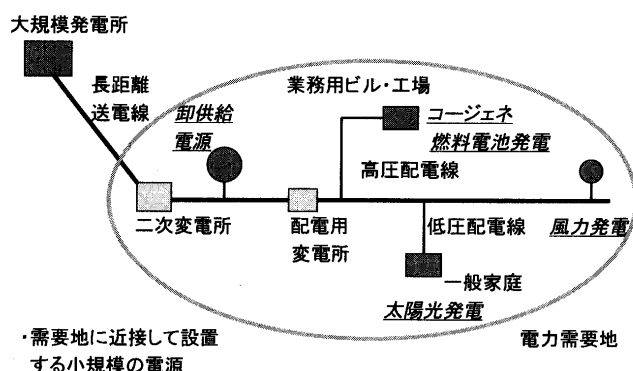 大規模発電所
長距離
送電線
卸供給
電源
業務用ビル・工場
コージェネ
燃料電池発電
高圧配電線
二次変電所
配電用
変電所
低圧配電線
風力発電
一般家庭
太陽光発電
・需要地に近接して設置
する小規模の電源
電力需要地